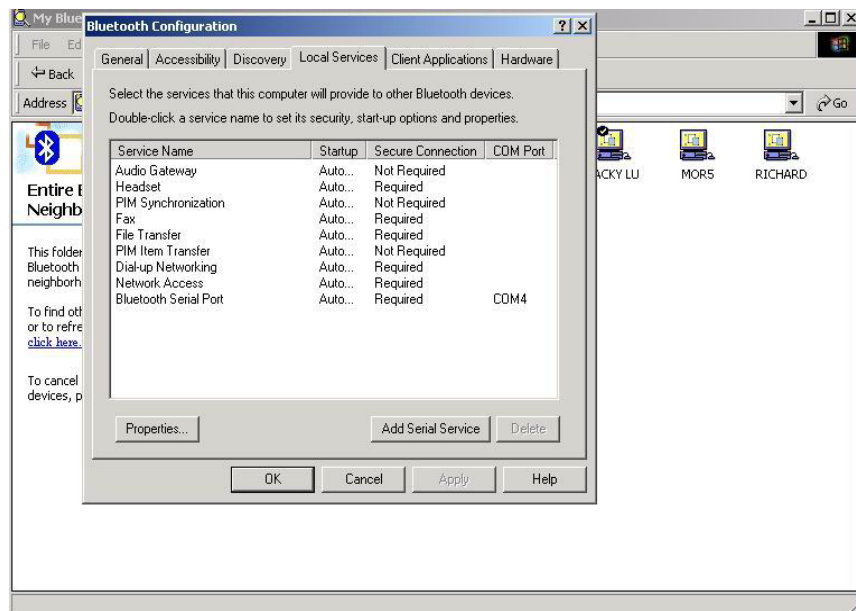 My Blue
Bluetooth Configuration
File Ed
General Accessibility Discovery Local Services Client Applications Hardware
Back
Address
Go
Select the services that this computer will provide to other Bluetooth devices.
Double-click a service name to set its security, start-up options and properties.
Service Name Startup Secure Connection COM Port
Audio Gateway Auto... Not Required
Headset Auto... Required
PIM Synchronization Auto... Not Required
Fax Auto... Required
File Transfer Auto... Required
PIM Item Transfer Auto... Not Required
Dial-up Networking Auto... Required
Network Access Auto... Required
Bluetooth Serial Port Auto... Required COM4
Properties... Add Serial Service Delete
OK Cancel Apply Help
Entire
Neighb
This folder
Bluetooth
neighborh
To find oth
or to refre
click here.
To cancel
devices, p
ACKY LU MOR5 RICHARD